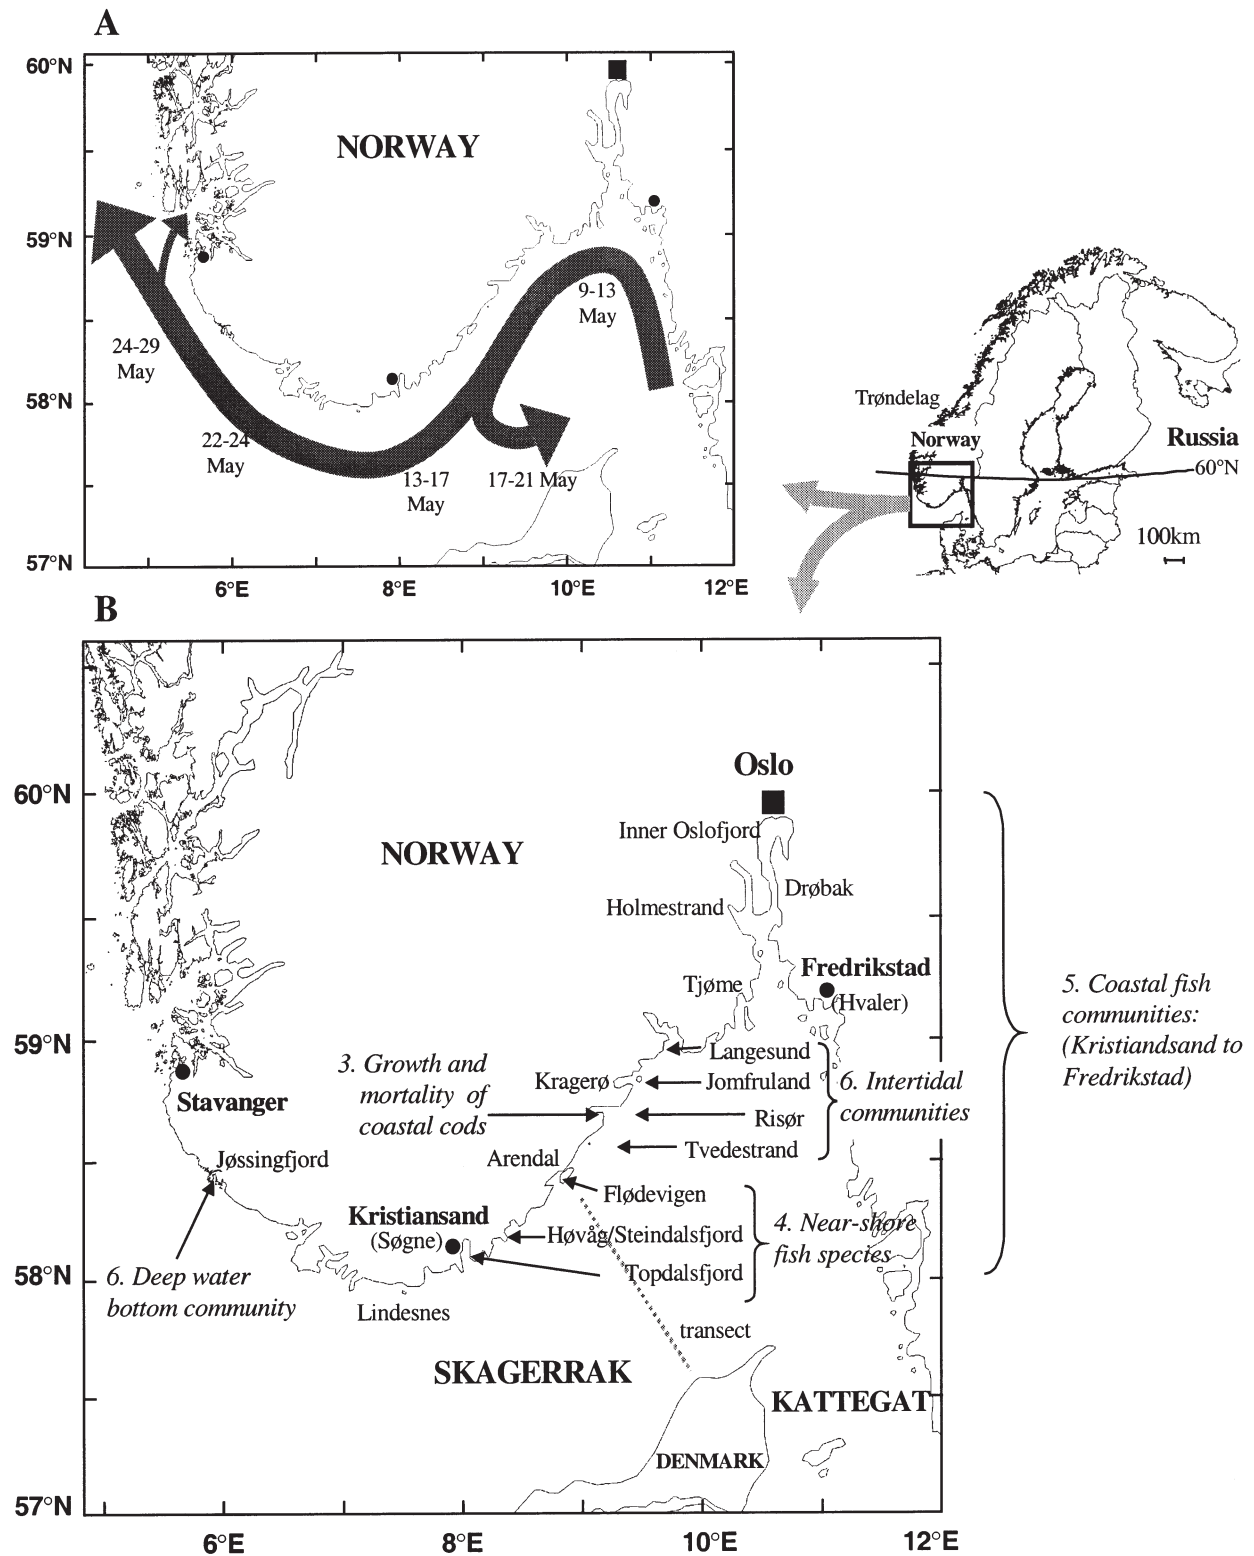 A
60°N
NORWAY
59°N
9-13
May
24-29
May
58°N
22-24
May
13-17
May
17-21 May
57°N
6°E
8°E
10°E
12°E
Trøndelag
Norway
Russia
60°N
100km
B
Oslo
60°N
Inner Oslofjord
NORWAY
Drøbak
Holmestrand
Tjøme
Fredrikstad
(Hvaler)
5. Coastal fish
communities:
(Kristiandsand to
Fredrikstad)
59°N
3. Growth and
mortality of
coastal cods
Langesund
Kragerø
Jomfruland
6. Intertidal
communities
Stavanger
Risør
Tvedestrand
Jøssingfjord
Arendal
Flødevigen
Kristiansand
(Søgne)
Høvåg/Steindalsfjord
4. Near-shore
fish species
Topdalsfjord
58°N
6. Deep water
bottom community
Lindesnes
transect
SKAGERRAK
KATTEGAT
DENMARK
57°N
6°E
8°E
10°E
12°E